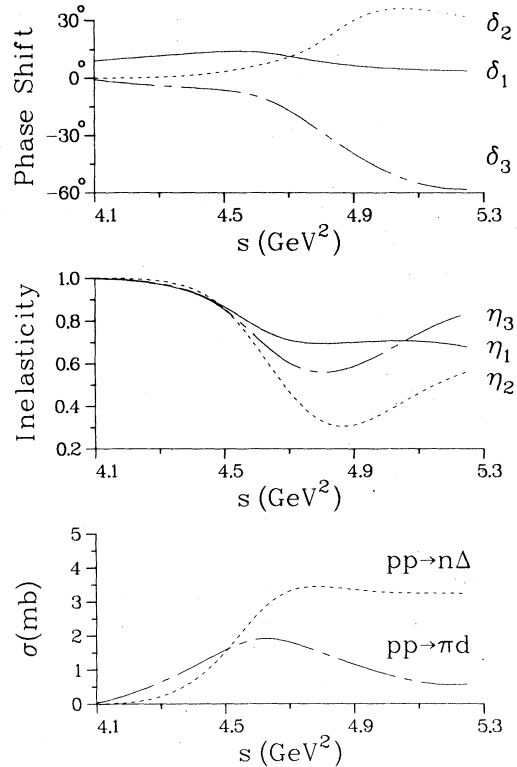 Phase Shift
30°
0°
−30°
−60°
δ₂
δ₁
δ₃
4.1 4.5 4.9 5.3
s (GeV²)
Inelasticity
1.0
0.8
0.6
0.4
0.2
η₃
η₁
η₂
4.1 4.5 4.9 5.3
s (GeV²)
σ(mb)
5
4
3
2
1
0
pp→nΔ
pp→πd
4.1 4.5 4.9 5.3
s (GeV²)